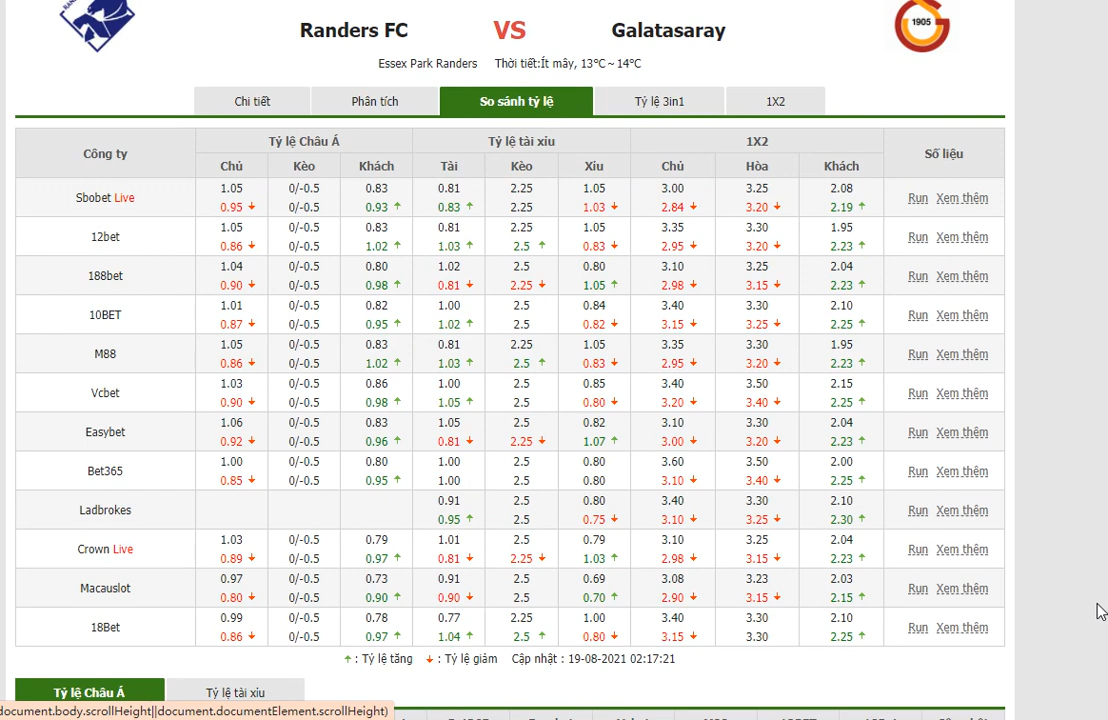 Randers FC VS Galatasaray
1905
Essex Park Randers Thời tiết:Ít mây, 13℃～14℃
Chi tiết Phân tích So sánh tỷ lệ Tỷ lệ 3in1 1X2
Công ty Tỷ lệ Châu Á Tỷ lệ tài xỉu 1X2 Số liệu
Chủ Kèo Khách Tài Kèo Xỉu Chủ Hòa Khách
Sbobet Live 1.05 0/-0.5 0.83 0.81 2.25 1.05 3.00 3.25 2.08 Run Xem thêm
0.95 0/-0.5 0.93 0.83 2.25 1.03 2.84 3.20 2.19
12bet 1.05 0/-0.5 0.83 0.81 2.25 1.05 3.35 3.30 1.95 Run Xem thêm
0.86 0/-0.5 1.02 1.03 2.5 0.83 2.95 3.20 2.23
188bet 1.04 0/-0.5 0.80 1.02 2.5 0.80 3.10 3.25 2.04 Run Xem thêm
0.90 0/-0.5 0.98 0.81 2.25 1.05 2.98 3.15 2.23
10BET 1.01 0/-0.5 0.82 1.00 2.5 0.84 3.40 3.30 2.10 Run Xem thêm
0.87 0/-0.5 0.95 1.02 2.5 0.82 3.15 3.25 2.25
M88 1.05 0/-0.5 0.83 0.81 2.25 1.05 3.35 3.30 1.95 Run Xem thêm
0.86 0/-0.5 1.02 1.03 2.5 0.83 2.95 3.20 2.23
Vcbet 1.03 0/-0.5 0.86 1.00 2.5 0.85 3.40 3.50 2.15 Run Xem thêm
0.90 0/-0.5 0.98 1.05 2.5 0.80 3.20 3.40 2.25
Easybet 1.06 0/-0.5 0.83 1.05 2.5 0.82 3.10 3.30 2.04 Run Xem thêm
0.92 0/-0.5 0.96 0.81 2.25 1.07 3.00 3.20 2.23
Bet365 1.00 0/-0.5 0.80 1.00 2.5 0.80 3.60 3.50 2.00 Run Xem thêm
0.85 0/-0.5 0.95 1.00 2.5 0.80 3.10 3.40 2.25
Ladbrokes 0.91 2.5 0.80 3.40 3.30 2.10 Run Xem thêm
0.95 2.5 0.75 3.10 3.25 2.30
Crown Live 1.03 0/-0.5 0.79 1.01 2.5 0.79 3.10 3.25 2.04 Run Xem thêm
0.89 0/-0.5 0.97 0.81 2.25 1.03 2.98 3.15 2.23
Macauslot 0.97 0/-0.5 0.73 0.91 2.5 0.69 3.08 3.23 2.03 Run Xem thêm
0.80 0/-0.5 0.90 0.90 2.5 0.70 2.90 3.15 2.15
18Bet 0.99 0/-0.5 0.78 0.77 2.25 1.00 3.40 3.30 2.10 Run Xem thêm
0.86 0/-0.5 0.97 1.04 2.5 0.80 3.15 3.30 2.25
: Tỷ lệ tăng : Tỷ lệ giảm Cập nhật : 19-08-2021 02:17:21
Tỷ lệ Châu Á Tỷ lệ tài xỉu
document.body.scrollHeight||document.documentElement.scrollHeight)